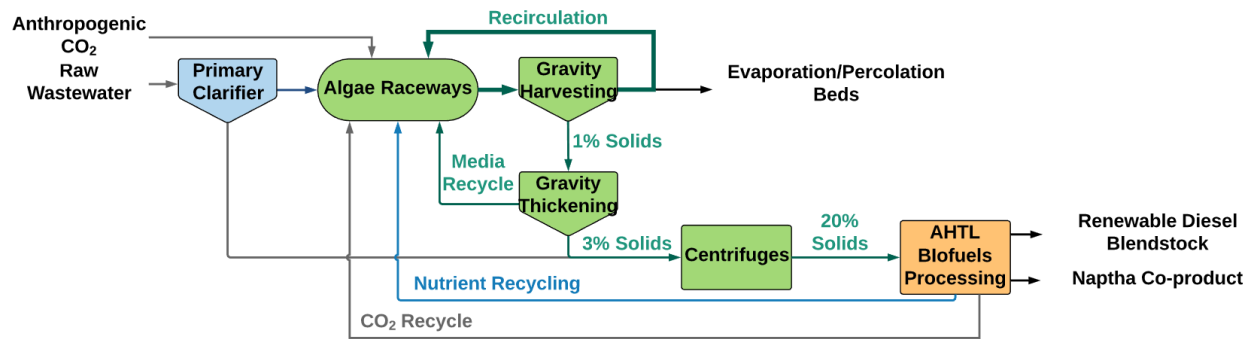 Anthropogenic
CO₂
Raw
Wastewater
Primary
Clarifier
Algae Raceways
Recirculation
Gravity
Harvesting
Evaporation/Percolation
Beds
1% Solids
Media
Recycle
Gravity
Thickening
3% Solids
Centrifuges
20%
Solids
AHTL
BIofuels
Processing
Renewable Diesel
Blendstock
Naptha Co-product
Nutrient Recycling
CO₂ Recycle